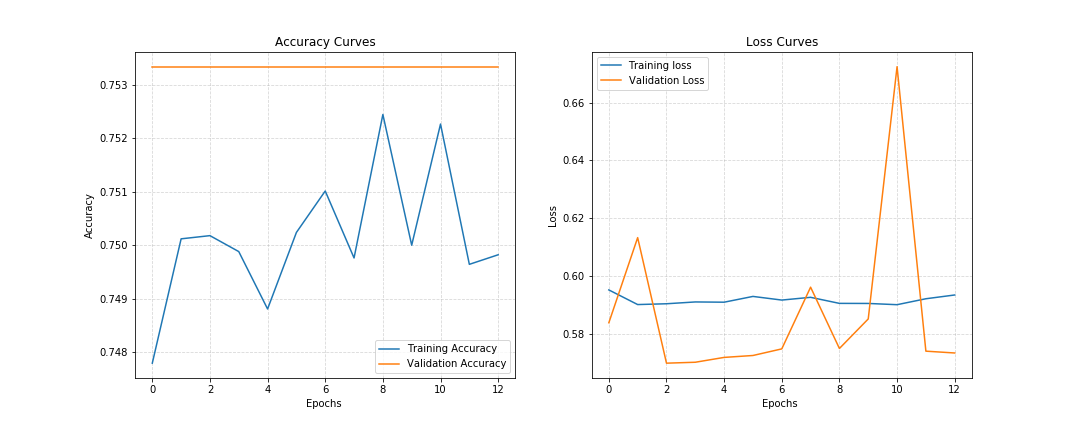 Accuracy Curves
0.753
0.752
0.751
0.750
0.749
0.748
Accuracy
Training Accuracy
Validation Accuracy
0 2 4 6 8 10 12
Epochs
Loss Curves
Training loss
Validation Loss
0.66
0.64
0.62
0.60
0.58
Loss
0 2 4 6 8 10 12
Epochs